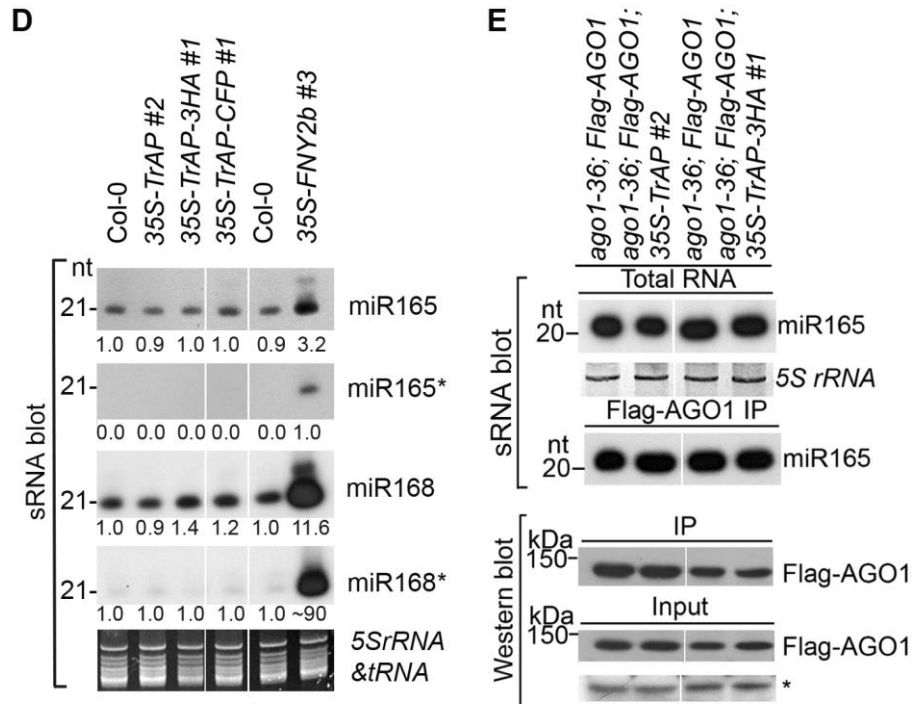 D
Col-0
35S-TrAP #2
35S-TrAP-3HA #1
35S-TrAP-CFP #1
Col-0
35S-FNY2b #3
sRNA blot
nt
21- miR165
1.0 0.9 1.0 1.0 0.9 3.2
21- miR165*
0.0 0.0 0.0 0.0 0.0 1.0
21- miR168
1.0 0.9 1.4 1.2 1.0 11.6
21- miR168*
1.0 1.0 1.0 1.0 1.0 ~90
5SrRNA
&tRNA
E
ago1-36; Flag-AGO1
ago1-36; Flag-AGO1;
35S-TrAP #2
ago1-36; Flag-AGO1
ago1-36; Flag-AGO1;
35S-TrAP-3HA #1
sRNA blot
Total RNA
nt
20- miR165
5S rRNA
Flag-AGO1 IP
nt
20- miR165
Western blot
IP
kDa
150- Flag-AGO1
Input
kDa
150- Flag-AGO1
*